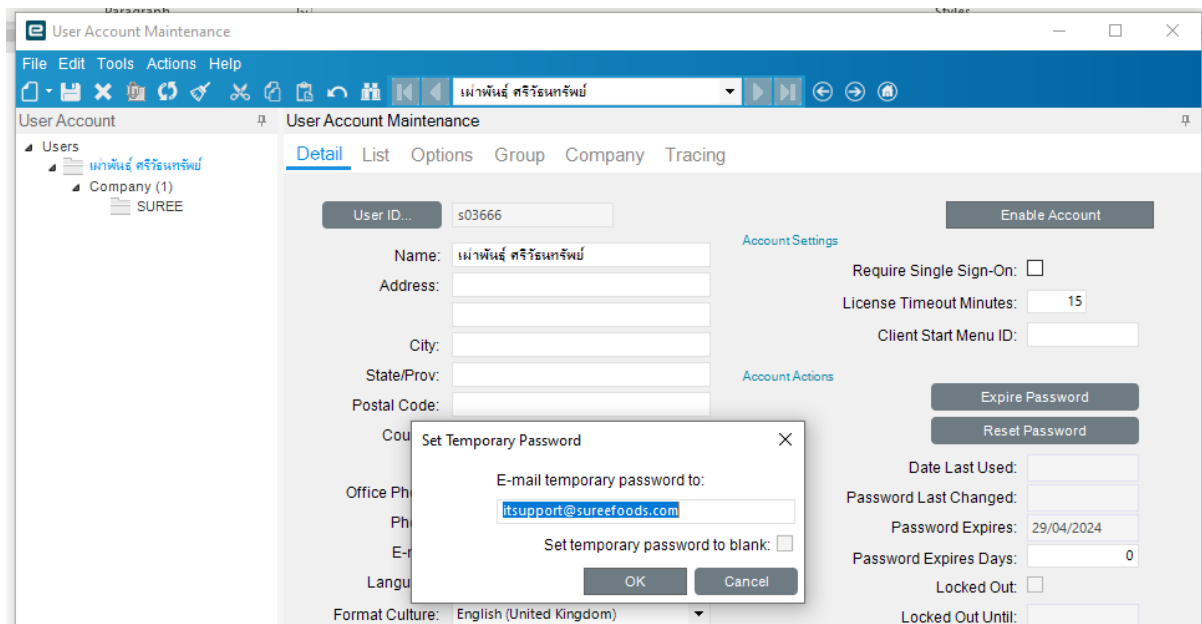 Paragraph Styles
User Account Maintenance
File Edit Tools Actions Help
เผ่าพันธุ์ ศรีวัธนทรัพย์
User Account
User Account Maintenance
Users
เผ่าพันธุ์ ศรีวัธนทรัพย์
Company (1)
SUREE
Detail List Options Group Company Tracing
User ID... s03666
Enable Account
Name: เผ่าพันธุ์ ศรีวัธนทรัพย์
Account Settings
Address:
Require Single Sign-On:
License Timeout Minutes: 15
City:
Client Start Menu ID:
State/Prov:
Account Actions
Postal Code:
Expire Password
Cou
Reset Password
Set Temporary Password
E-mail temporary password to:
itsupport@sureefoods.com
Set temporary password to blank:
OK Cancel
Office Ph
Date Last Used:
Password Last Changed:
Ph
Password Expires: 29/04/2024
E-r
Password Expires Days: 0
Langu
Locked Out:
Format Culture: English (United Kingdom)
Locked Out Until: